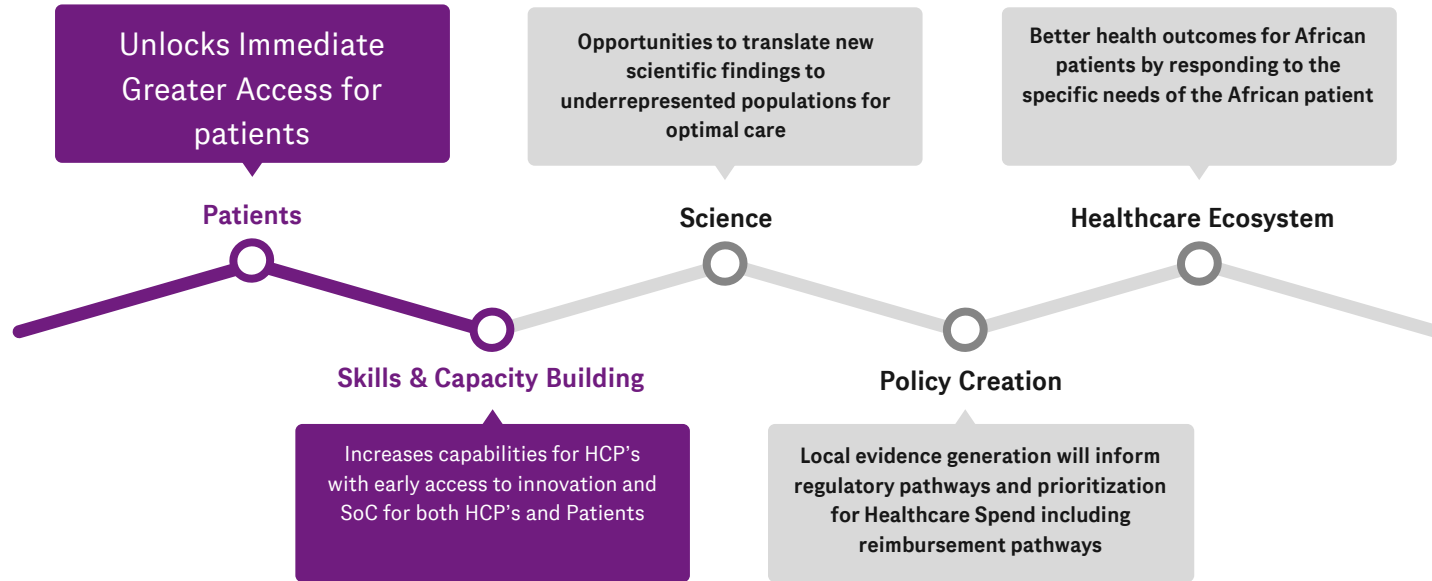 Unlocks Immediate
Greater Access for
patients
Patients
Opportunities to translate new
scientific findings to
underrepresented populations for
optimal care
Science
Better health outcomes for African
patients by responding to the
specific needs of the African patient
Healthcare Ecosystem
Skills & Capacity Building
Increases capabilities for HCP's
with early access to innovation and
SoC for both HCP's and Patients
Policy Creation
Local evidence generation will inform
regulatory pathways and prioritization
for Healthcare Spend including
reimbursement pathways